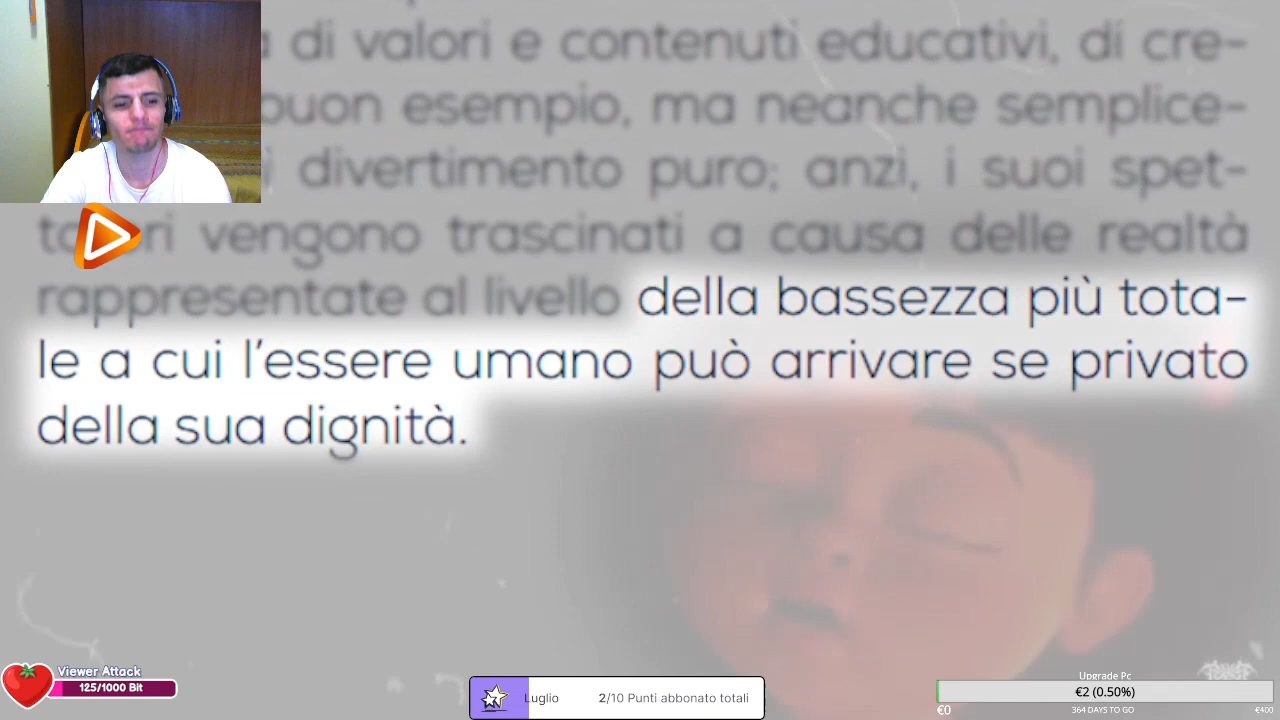 di valori e contenuti educativi, di cre-
buon esempio, ma neanche semplice-
divertimento puro; anzi, i suoi spet-
vengono trascinati a causa delle realtà
rappresentate al livello della bassezza più tota-
le a cui l'essere umano può arrivare se privato
della sua dignità.
Viewer Attack
125/1000 Bit
Luglio 2/10 Punti abbonato totali
Upgrade Pc
€2 (0.50%)
€0 364 DAYS TO GO €400